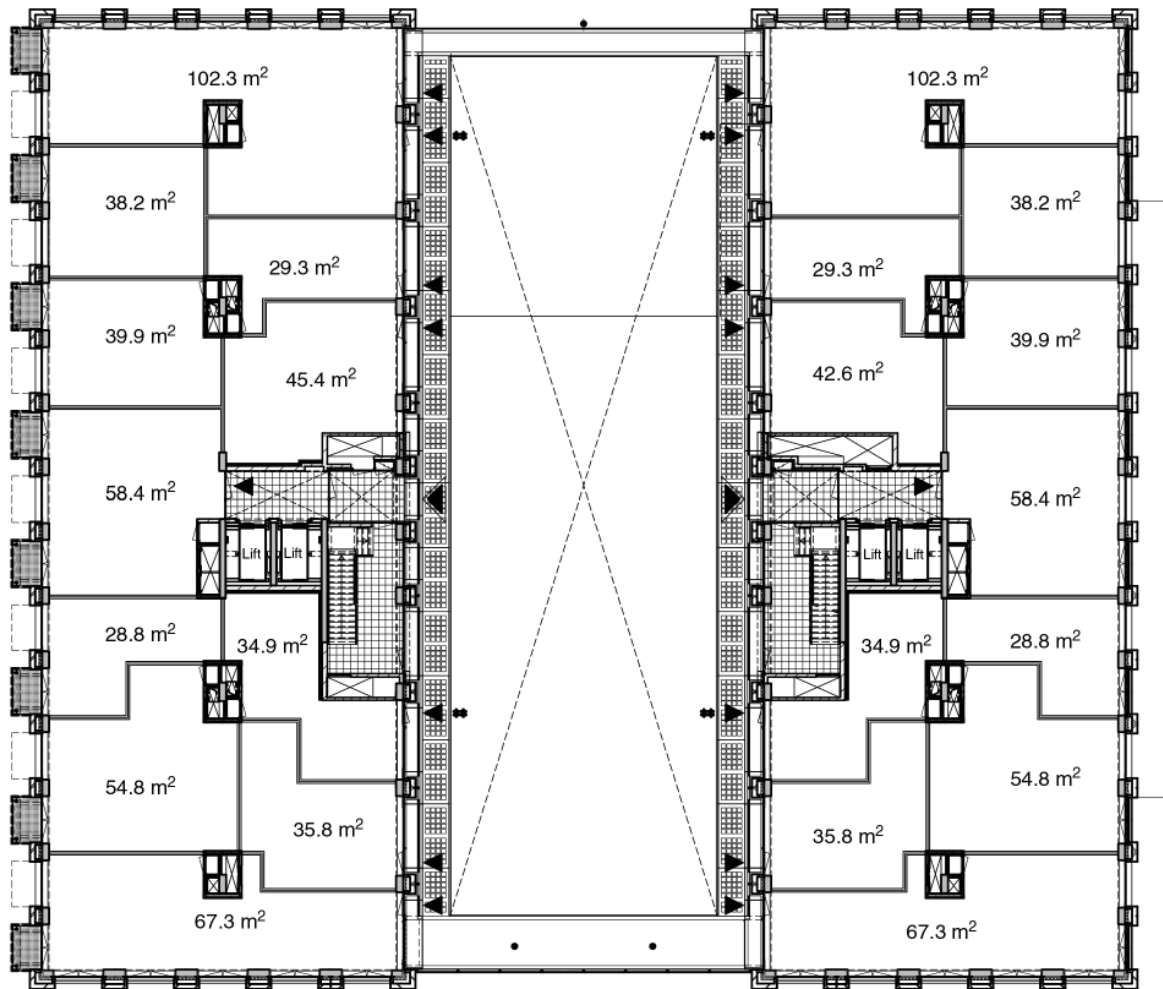 102.3 m²
102.3 m²
38.2 m²
38.2 m²
29.3 m²
29.3 m²
39.9 m²
39.9 m²
45.4 m²
42.6 m²
58.4 m²
58.4 m²
Lift
Lift
Lift
Lift
28.8 m²
34.9 m²
34.9 m²
28.8 m²
54.8 m²
54.8 m²
35.8 m²
35.8 m²
67.3 m²
67.3 m²